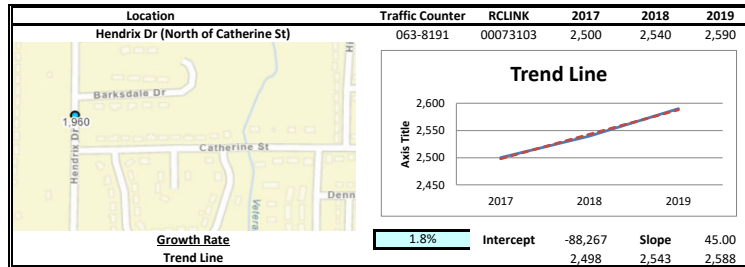 Location Traffic Counter RCLINK 2017 2018 2019
Hendrix Dr (North of Catherine St) 063-8191 00073103 2,500 2,540 2,590
Barksdale Dr
1,960
Hendrix Dr
Catherine St
Vetera
Denn
Hi
Trend Line
Axis Title
2,600
2,550
2,500
2,450
2017 2018 2019
Growth Rate 1.8% Intercept -88,267 Slope 45.00
Trend Line 2,498 2,543 2,588